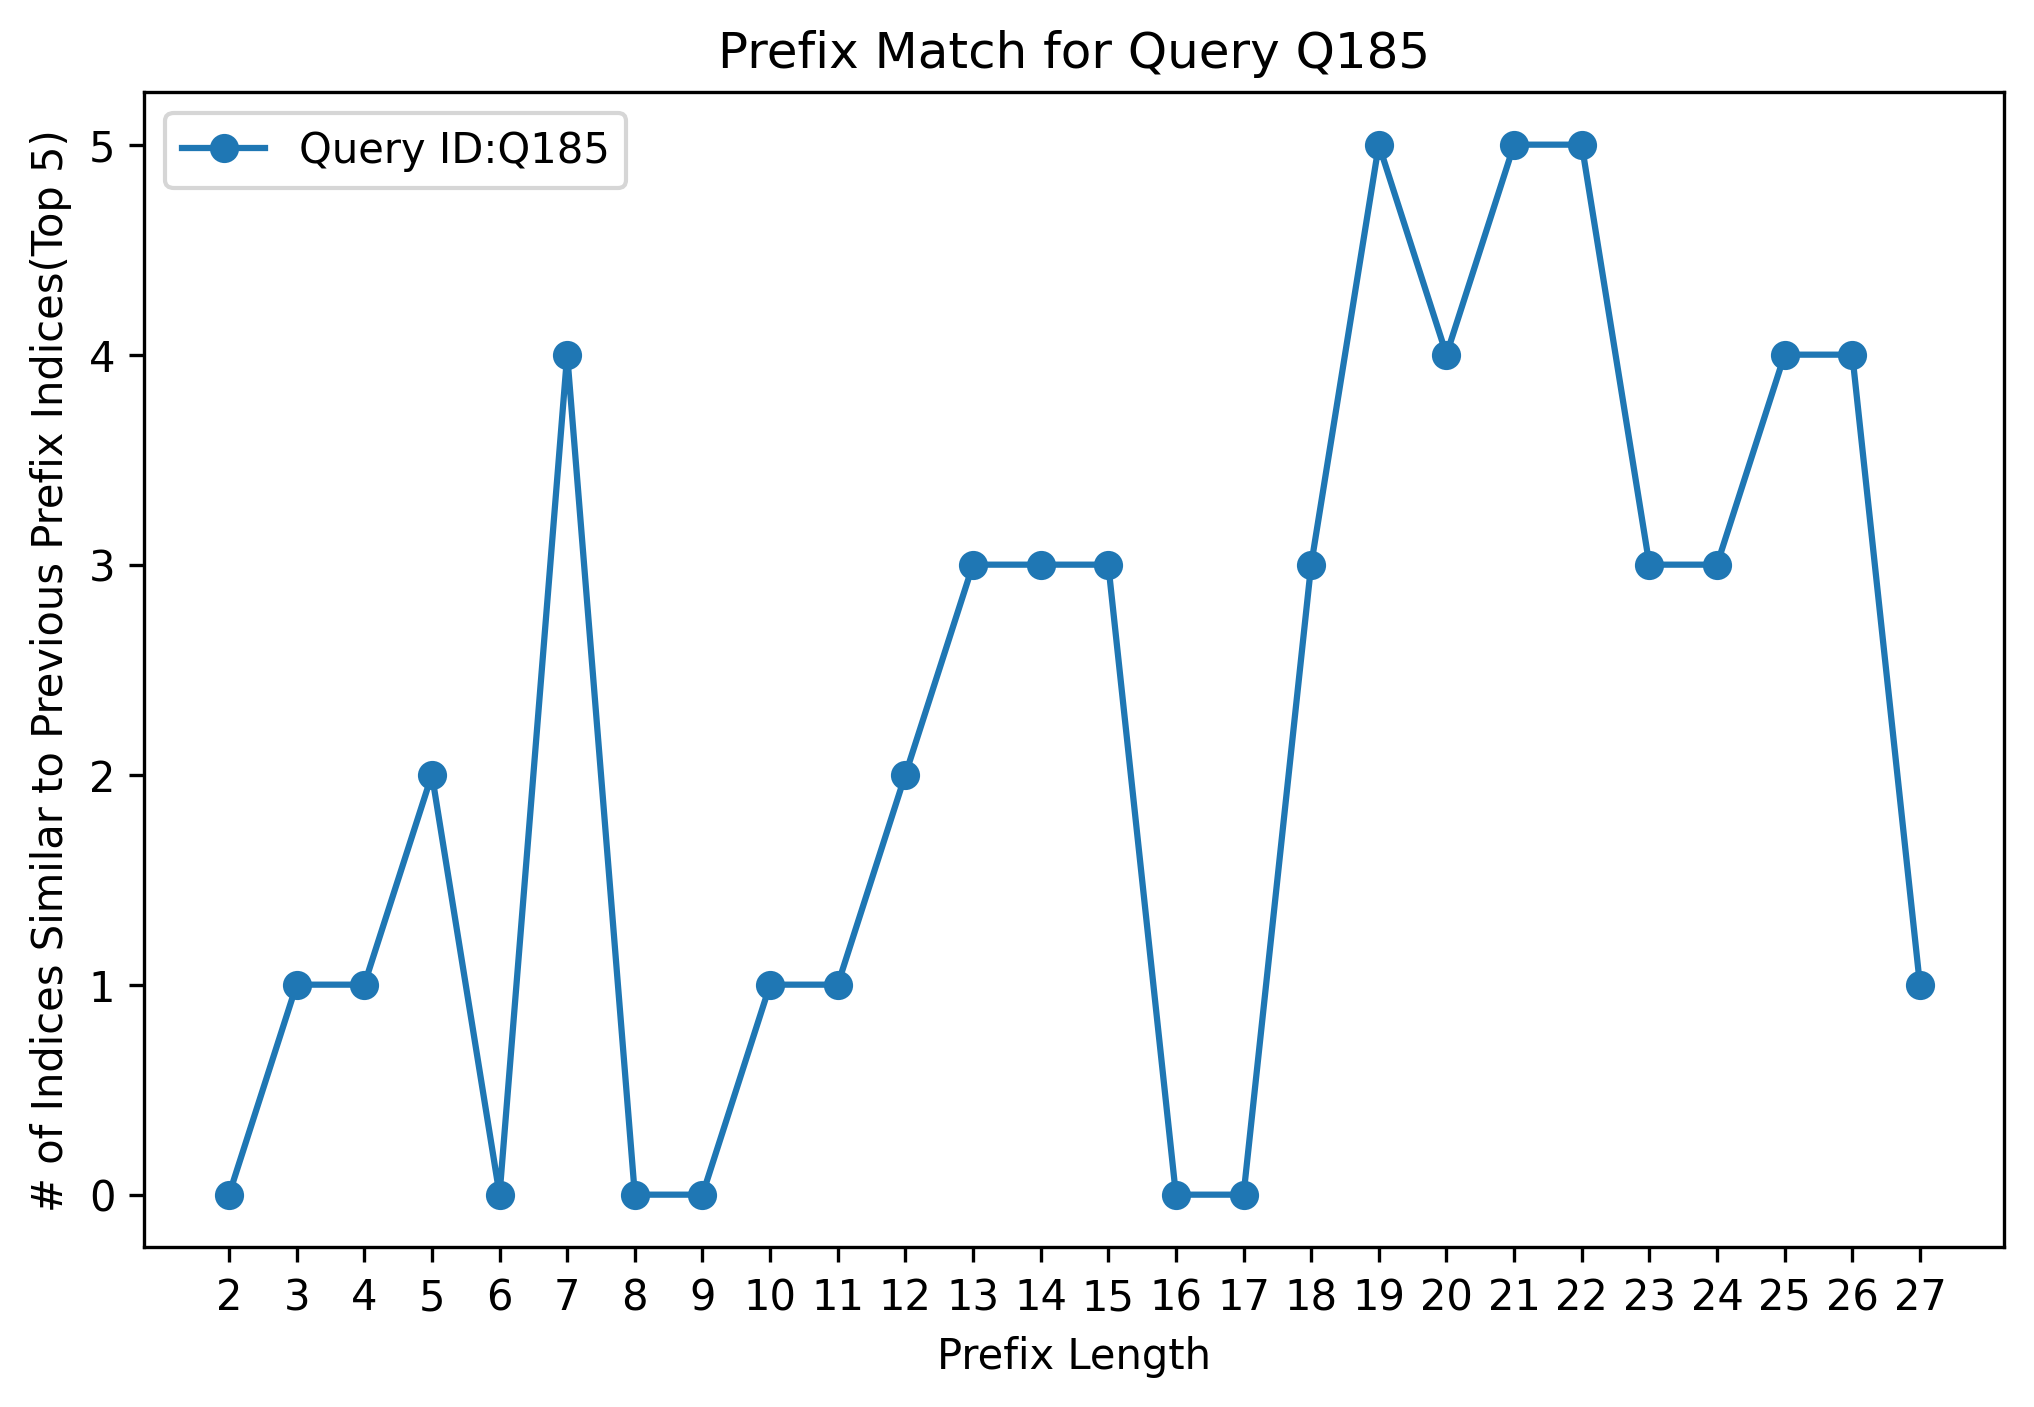 Prefix Match for Query Q185
Query ID:Q185
# of Indices Similar to Previous Prefix Indices(Top 5)
5
4
3
2
1
0
2 3 4 5 6 7 8 9 10 11 12 13 14 15 16 17 18 19 20 21 22 23 24 25 26 27
Prefix Length